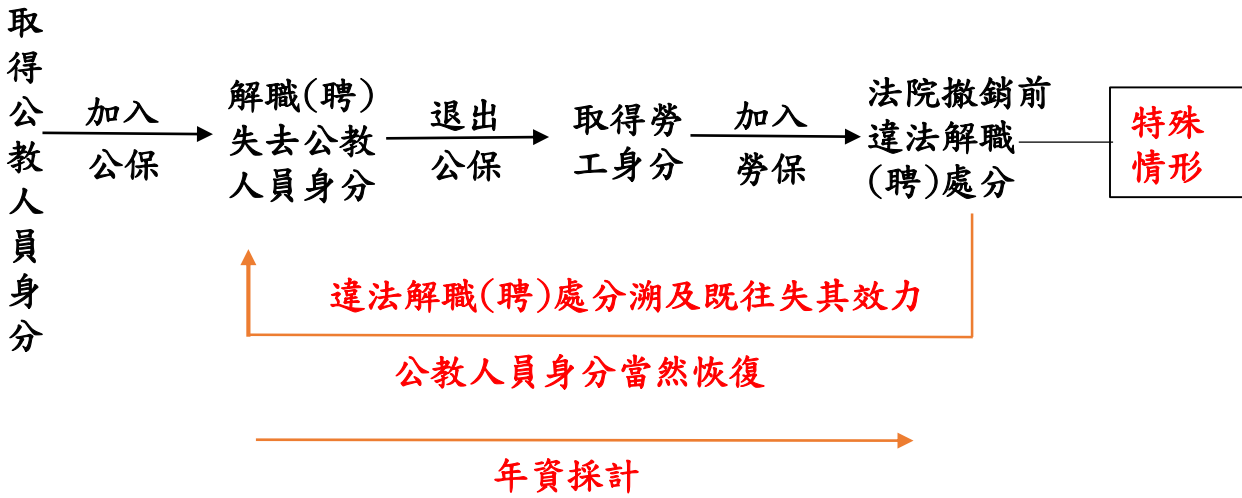 取得公教人員身分
加入
公保
解職(聘)
失去公教
人員身分
退出
公保
取得勞
工身分
加入
勞保
法院撤銷前
違法解職
(聘)處分
特殊
情形
違法解職(聘)處分溯及既往失其效力
公教人員身分當然恢復
年資採計